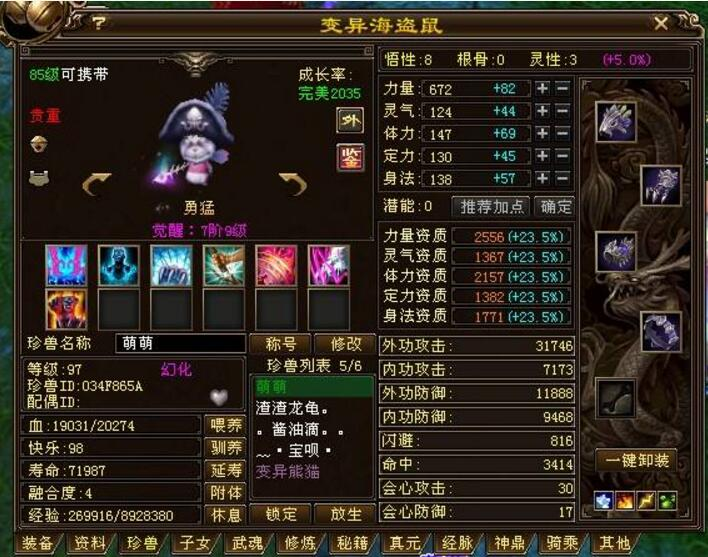 ? 变异海盗鼠
85级可携带
成长率:
完美2035
贵重
外
鉴
勇猛
觉醒:7阶9级
珍兽名称 萌萌 称号 修改
等级:97 幻化
珍兽ID:034F865A
配偶ID:
血:19031/20274 喂养
快乐:98 驯养
寿命:71987 延寿
融合度:4 附体
经验:269916/8928380 休息
珍兽列表 5/6
萌萌
渣渣龙龟。
。酱油滴。。
﹏·宝呗·
变异熊猫
锁定 放生
悟性:8 根骨:0 灵性:3 (+5.0%)
力量:672 +82 + -
灵气:124 +44 + -
体力:147 +69 + -
定力:130 +45 + -
身法:138 +57 + -
潜能:0 推荐加点 确定
力量资质 2556(+23.5%)
灵气资质 1367(+23.5%)
体力资质 2157(+23.5%)
定力资质 1382(+23.5%)
身法资质 1771(+23.5%)
外功攻击: 31746
内功攻击: 7173
外功防御: 11888
内功防御: 9468
闪避: 816
命中: 3414
会心攻击: 30
会心防御: 17
一键卸装
装备 资料 珍兽 子女 武魂 修炼 秘籍 真元 经脉 神鼎 骑乘 其他